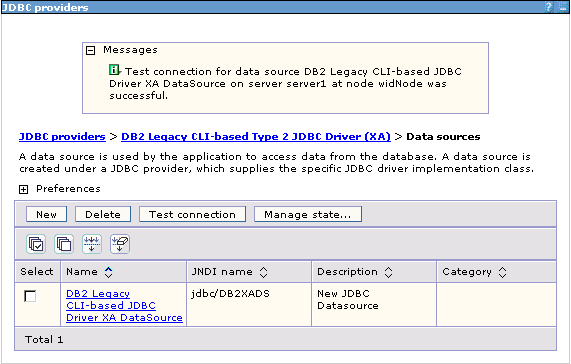 JDBC providers
Messages
Test connection for data source DB2 Legacy CLI-based JDBC
Driver XA DataSource on server server1 at node widNode was
successful.
JDBC providers > DB2 Legacy CLI-based Type 2 JDBC Driver (XA) > Data sources
A data source is used by the application to access data from the database. A data source is
created under a JDBC provider, which supplies the specific JDBC driver implementation class.
Preferences
New Delete Test connection Manage state...
Select Name JNDI name Description Category
DB2 Legacy jdbc/DB2XADS New JDBC
CLI-based JDBC Datasource
Driver XA DataSource
Total 1